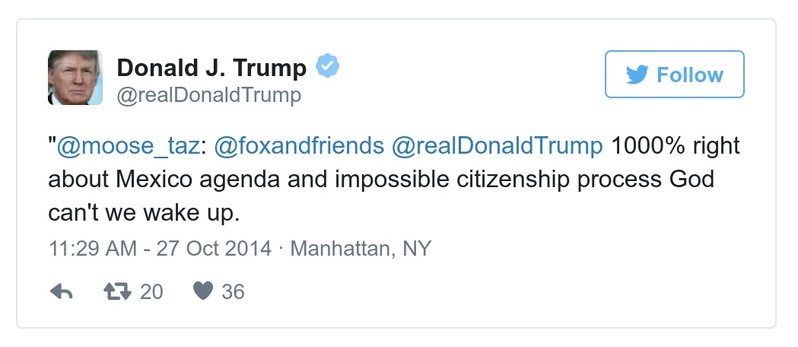 Donald J. Trump
@realDonaldTrump
Follow
"@moose_taz: @foxandfriends @realDonaldTrump 1000% right
about Mexico agenda and impossible citizenship process God
can't we wake up.
11:29 AM - 27 Oct 2014 · Manhattan, NY
20 36